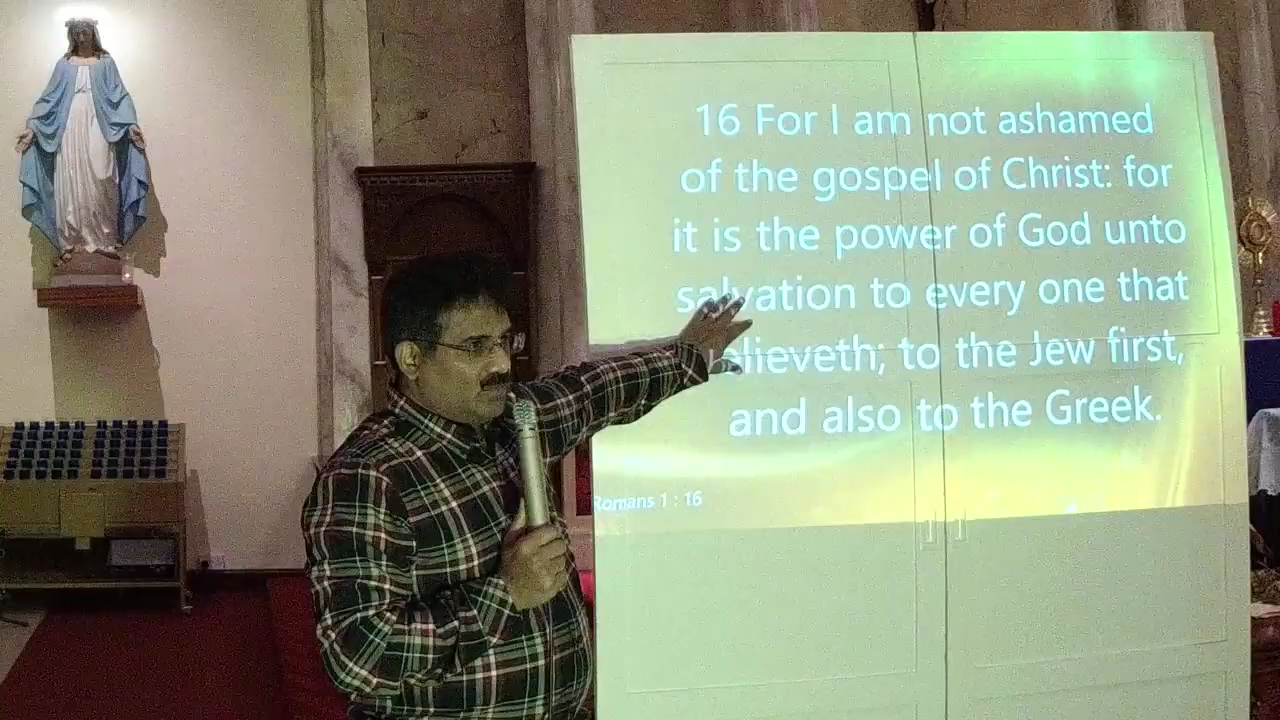 16 For I am not ashamed
of the gospel of Christ: for
it is the power of God unto
salvation to every one that
believeth; to the Jew first,
and also to the Greek.
Romans 1 : 16